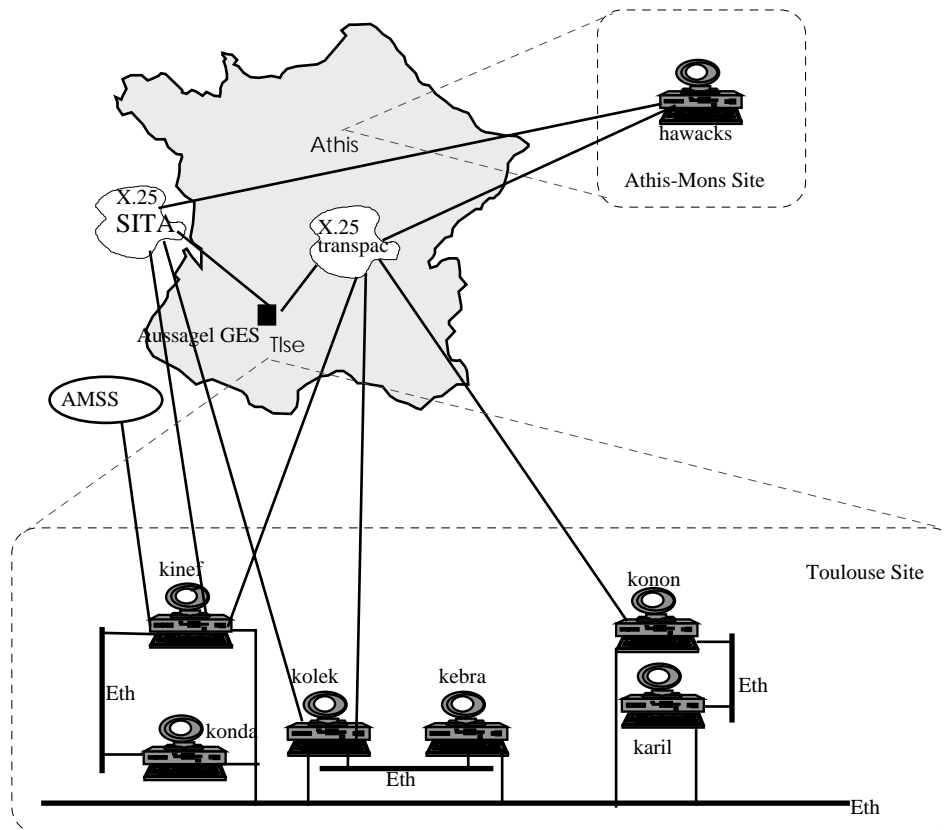 hawacks
Athis
Athis-Mons Site
X.25
SITA
X.25
transpac
Aussagel GES
Tlse
AMSS
kinef
konon
Toulouse Site
kolek
kebra
Eth
Eth
konda
karil
Eth
Eth